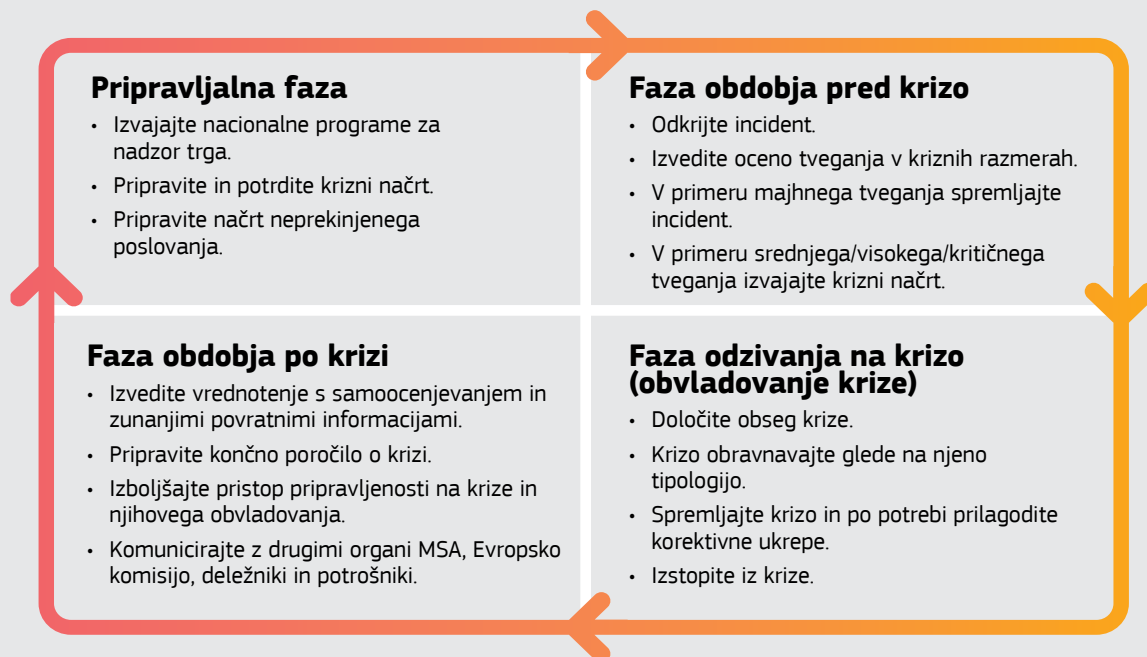 Pripravljalna faza
• Izvajajte nacionalne programe za
nadzor trga.
• Pripravite in potrdite krizni načrt.
• Pripravite načrt neprekinjenega
poslovanja.
Faza obdobja pred krizo
• Odkrijte incident.
• Izvedite oceno tveganja v kriznih razmerah.
• V primeru majhnega tveganja spremljajte
incident.
• V primeru srednjega/visokega/kritičnega
tveganja izvajajte krizni načrt.
Faza obdobja po krizi
• Izvedite vrednotenje s samoocenjevanjem in
zunanjimi povratnimi informacijami.
• Pripravite končno poročilo o krizi.
• Izboljšajte pristop pripravljenosti na krize in
njihovega obvladovanja.
• Komunicirajte z drugimi organi MSA, Evropsko
komisijo, deležniki in potrošniki.
Faza odzivanja na krizo
(obvladovanje krize)
• Določite obseg krize.
• Krizo obravnavajte glede na njeno
tipologijo.
• Spremljajte krizo in po potrebi prilagodite
korektivne ukrepe.
• Izstopite iz krize.